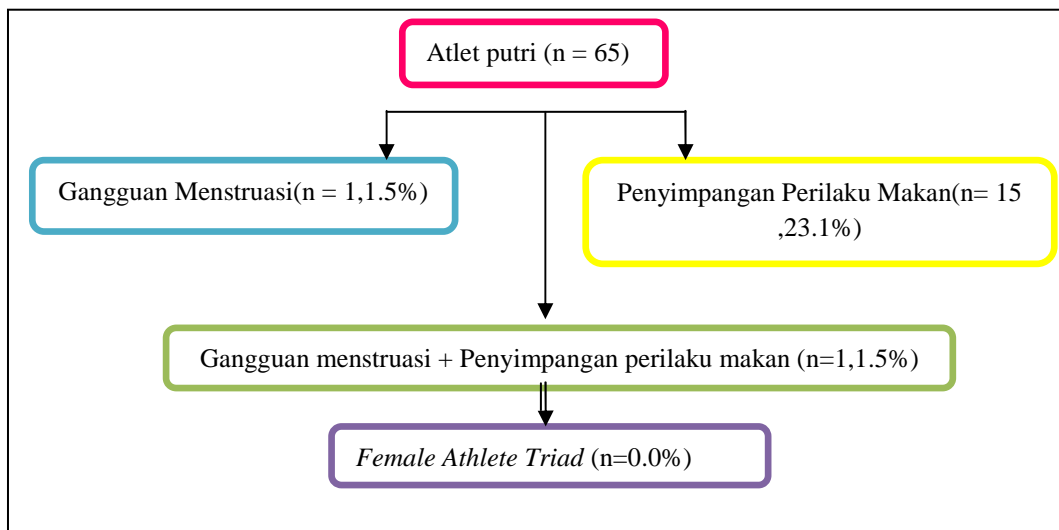 Atlet putri (n = 65)
Gangguan Menstruasi(n = 1,1.5%)
Penyimpangan Perilaku Makan(n= 15
,23.1%)
Gangguan menstruasi + Penyimpangan perilaku makan (n=1,1.5%)
Female Athlete Triad (n=0.0%)